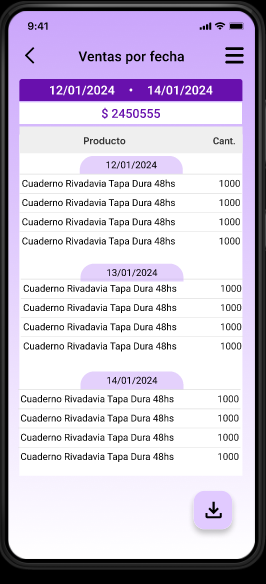 9:41
Ventas por fecha
12/01/2024 • 14/01/2024
$ 2450555
Producto Cant.
12/01/2024
Cuaderno Rivadavia Tapa Dura 48hs 1000
Cuaderno Rivadavia Tapa Dura 48hs 1000
Cuaderno Rivadavia Tapa Dura 48hs 1000
Cuaderno Rivadavia Tapa Dura 48hs 1000
13/01/2024
Cuaderno Rivadavia Tapa Dura 48hs 1000
Cuaderno Rivadavia Tapa Dura 48hs 1000
Cuaderno Rivadavia Tapa Dura 48hs 1000
Cuaderno Rivadavia Tapa Dura 48hs 1000
14/01/2024
Cuaderno Rivadavia Tapa Dura 48hs 1000
Cuaderno Rivadavia Tapa Dura 48hs 1000
Cuaderno Rivadavia Tapa Dura 48hs 1000
Cuaderno Rivadavia Tapa Dura 48hs 1000